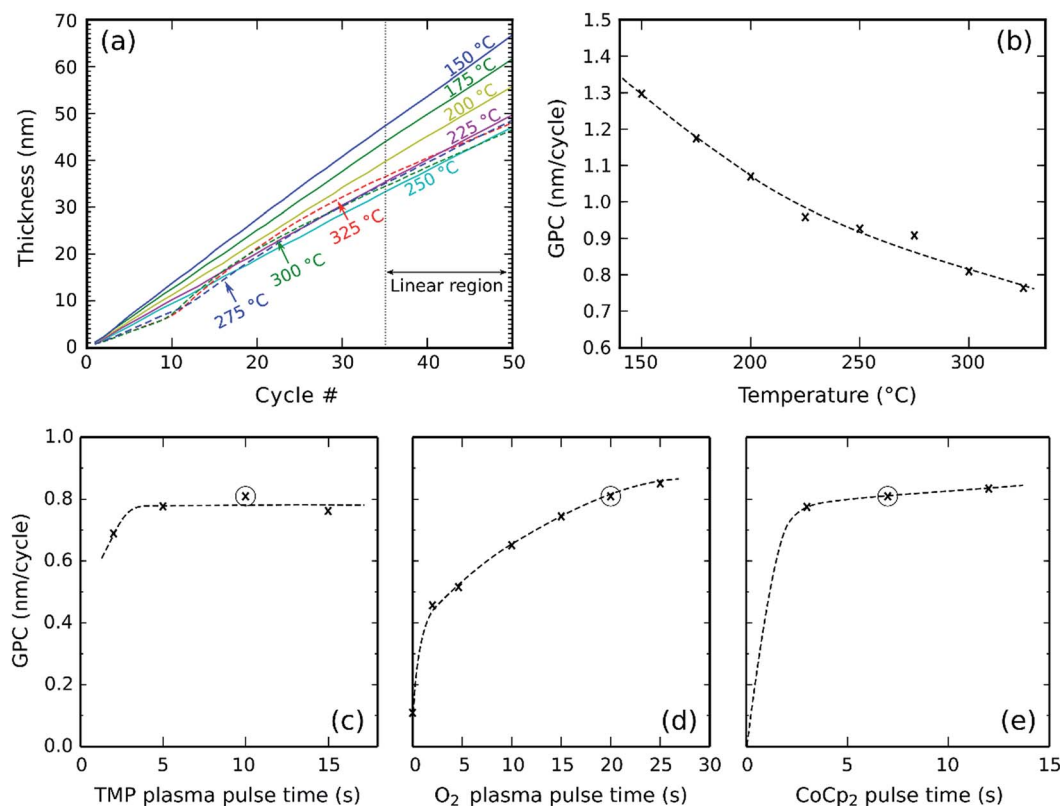 (a)
Thickness (nm)
70
60
50
40
30
20
10
0
0
10
20
30
40
50
Cycle #
150 °C
175 °C
200 °C
225 °C
250 °C
325 °C
300 °C
275 °C
Linear region
(b)
GPC (nm/cycle)
1.5
1.4
1.3
1.2
1.1
1.0
0.9
0.8
0.7
0.6
150
200
250
300
Temperature (°C)
GPC (nm/cycle)
1.0
0.8
0.6
0.4
0.2
0.0
(c)
0
5
10
15
TMP plasma pulse time (s)
(d)
0
5
10
15
20
25
30
O₂ plasma pulse time (s)
(e)
0
5
10
15
CoCp₂ pulse time (s)